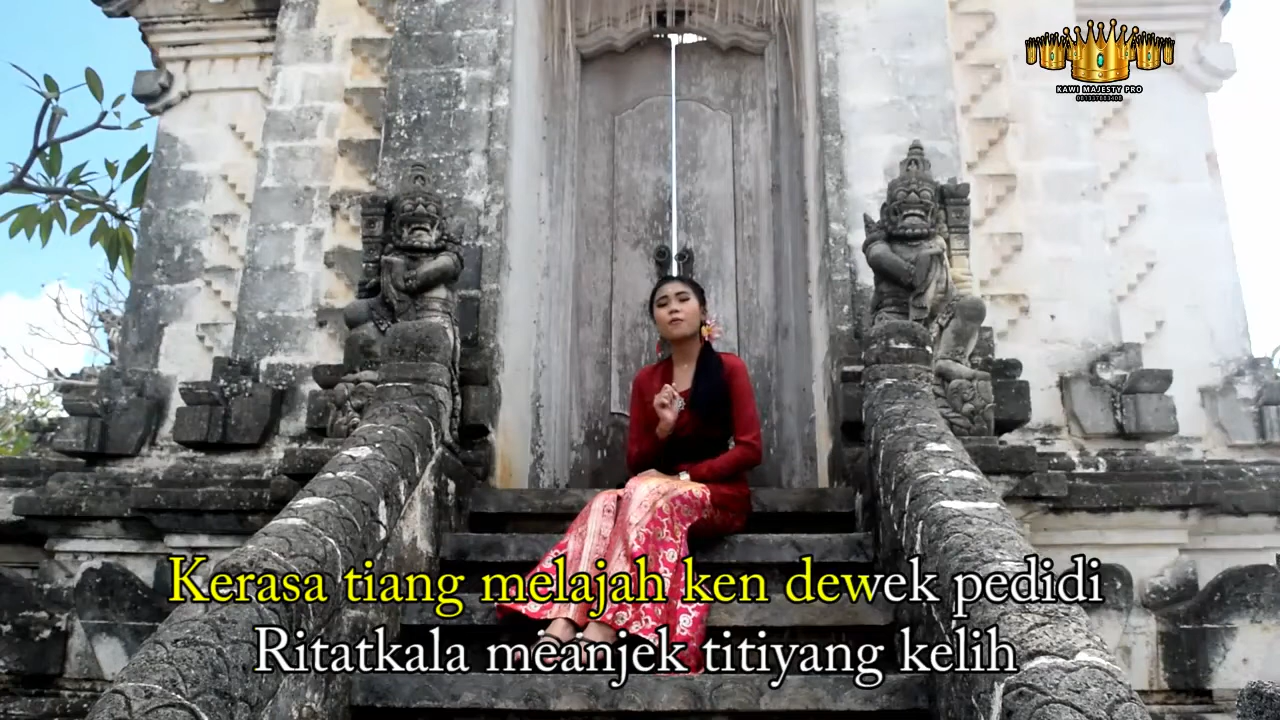 KAWI MAJESTY PRO
Kerasa tiang melajah ken dewek pedidi
Ritatkala meanjek titiyang kelih